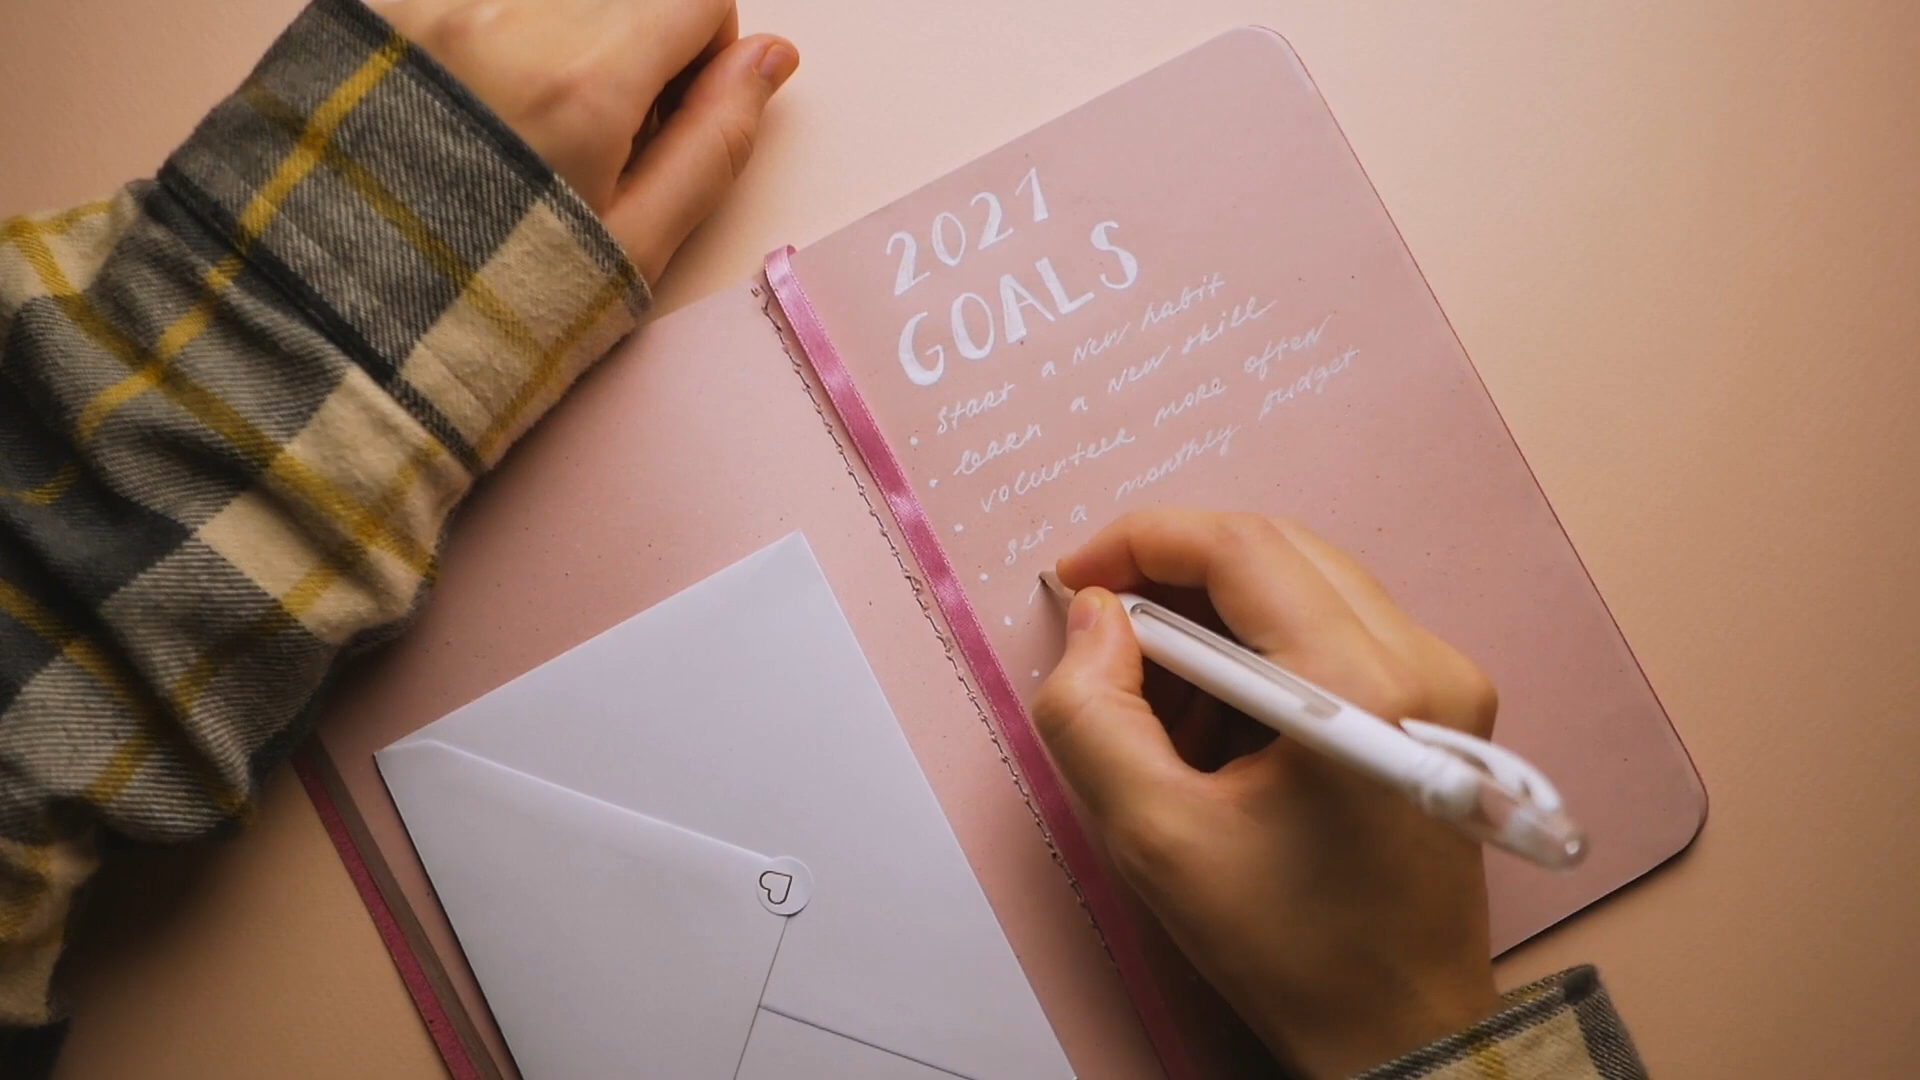 2021
GOALS
• start a new habit
• learn a new skill
• volunteer more often
• set a monthly budget
•
•